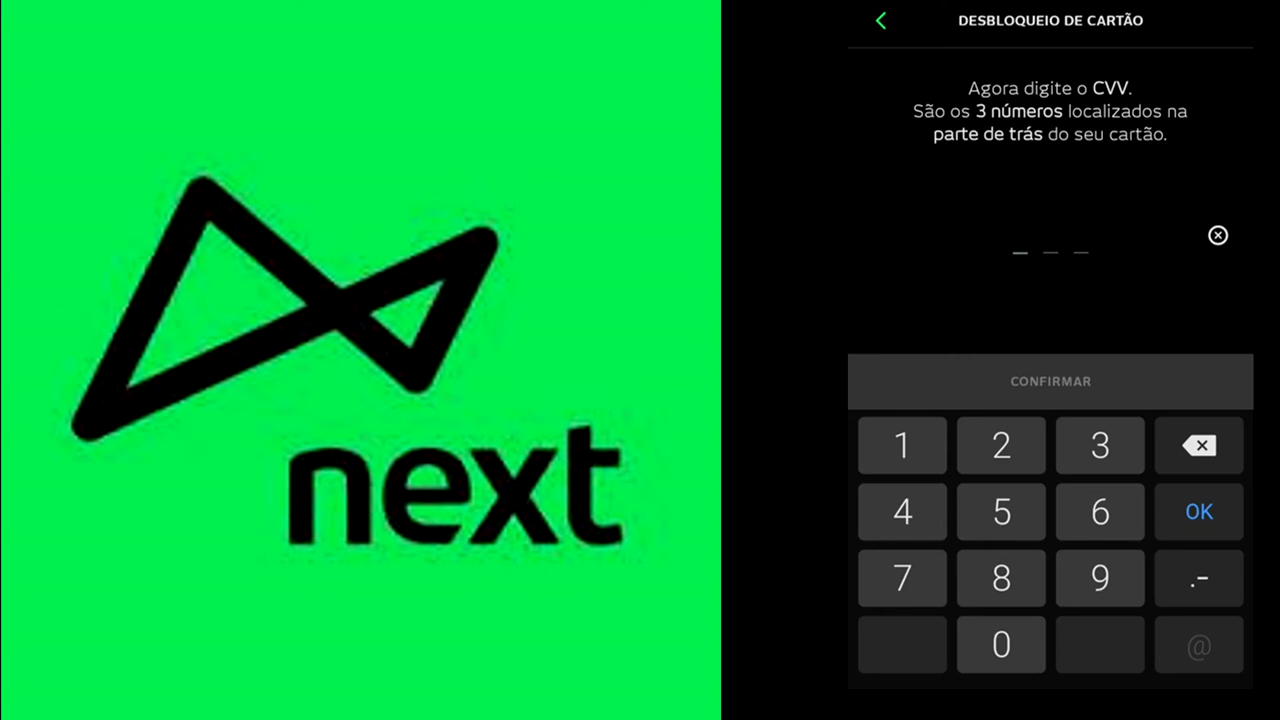 next
DESBLOQUEIO DE CARTÃO
Agora digite o CVV.
São os 3 números localizados na
parte de trás do seu cartão.
CONFIRMAR
1 2 3
4 5 6 OK
7 8 9 .-
0 @